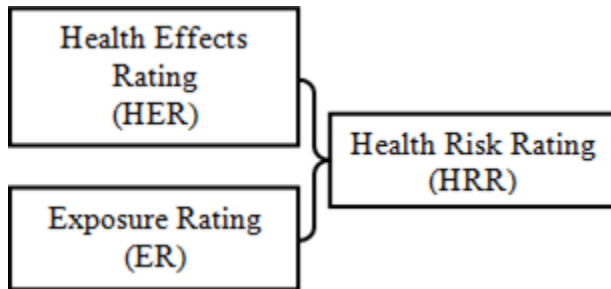 Health Effects
Rating
(HER)
Health Risk Rating
(HRR)
Exposure Rating
(ER)